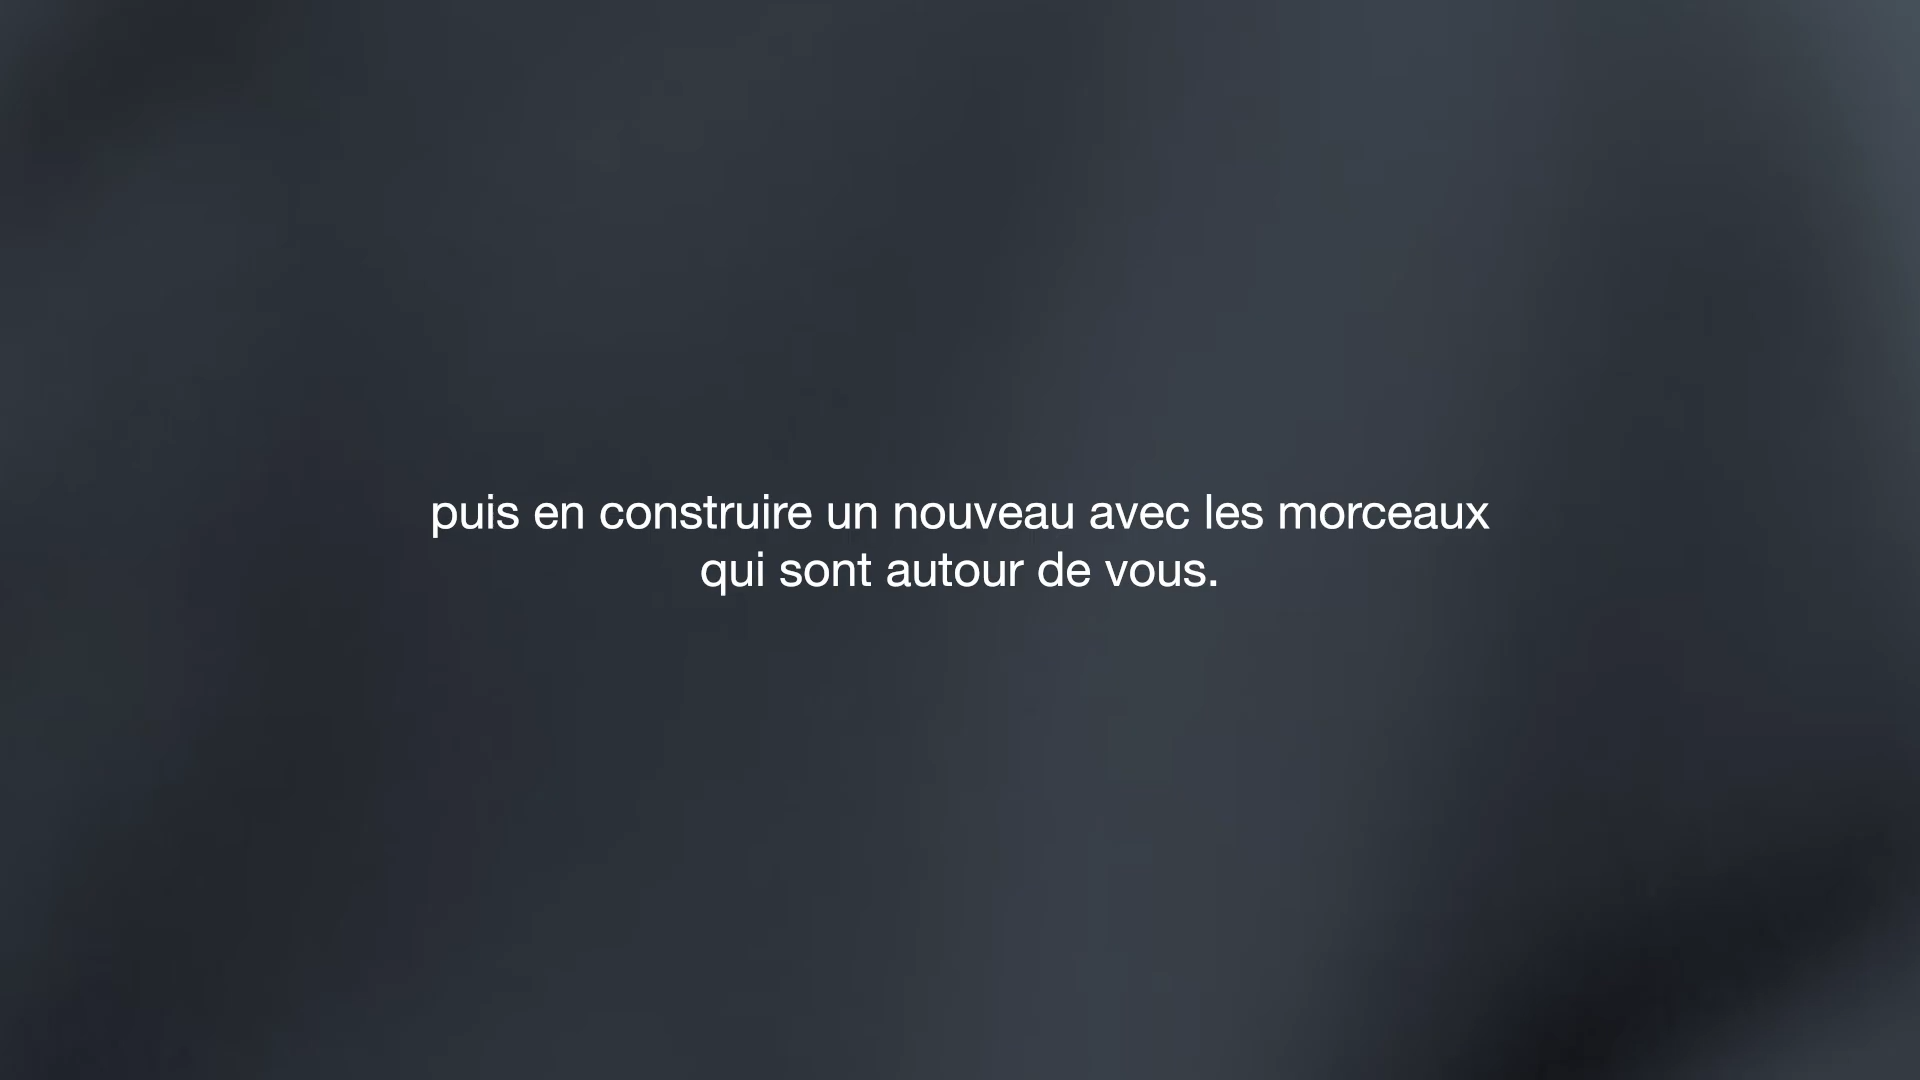 puis en construire un nouveau avec les morceaux
qui sont autour de vous.